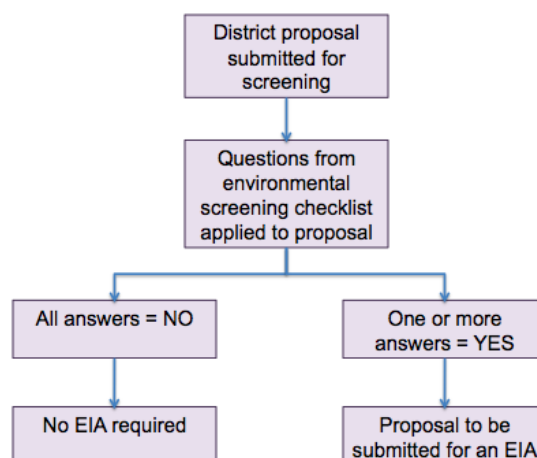 District proposal
submitted for
screening
Questions from
environmental
screening checklist
applied to proposal
All answers = NO
One or more
answers = YES
No EIA required
Proposal to be
submitted for an EIA